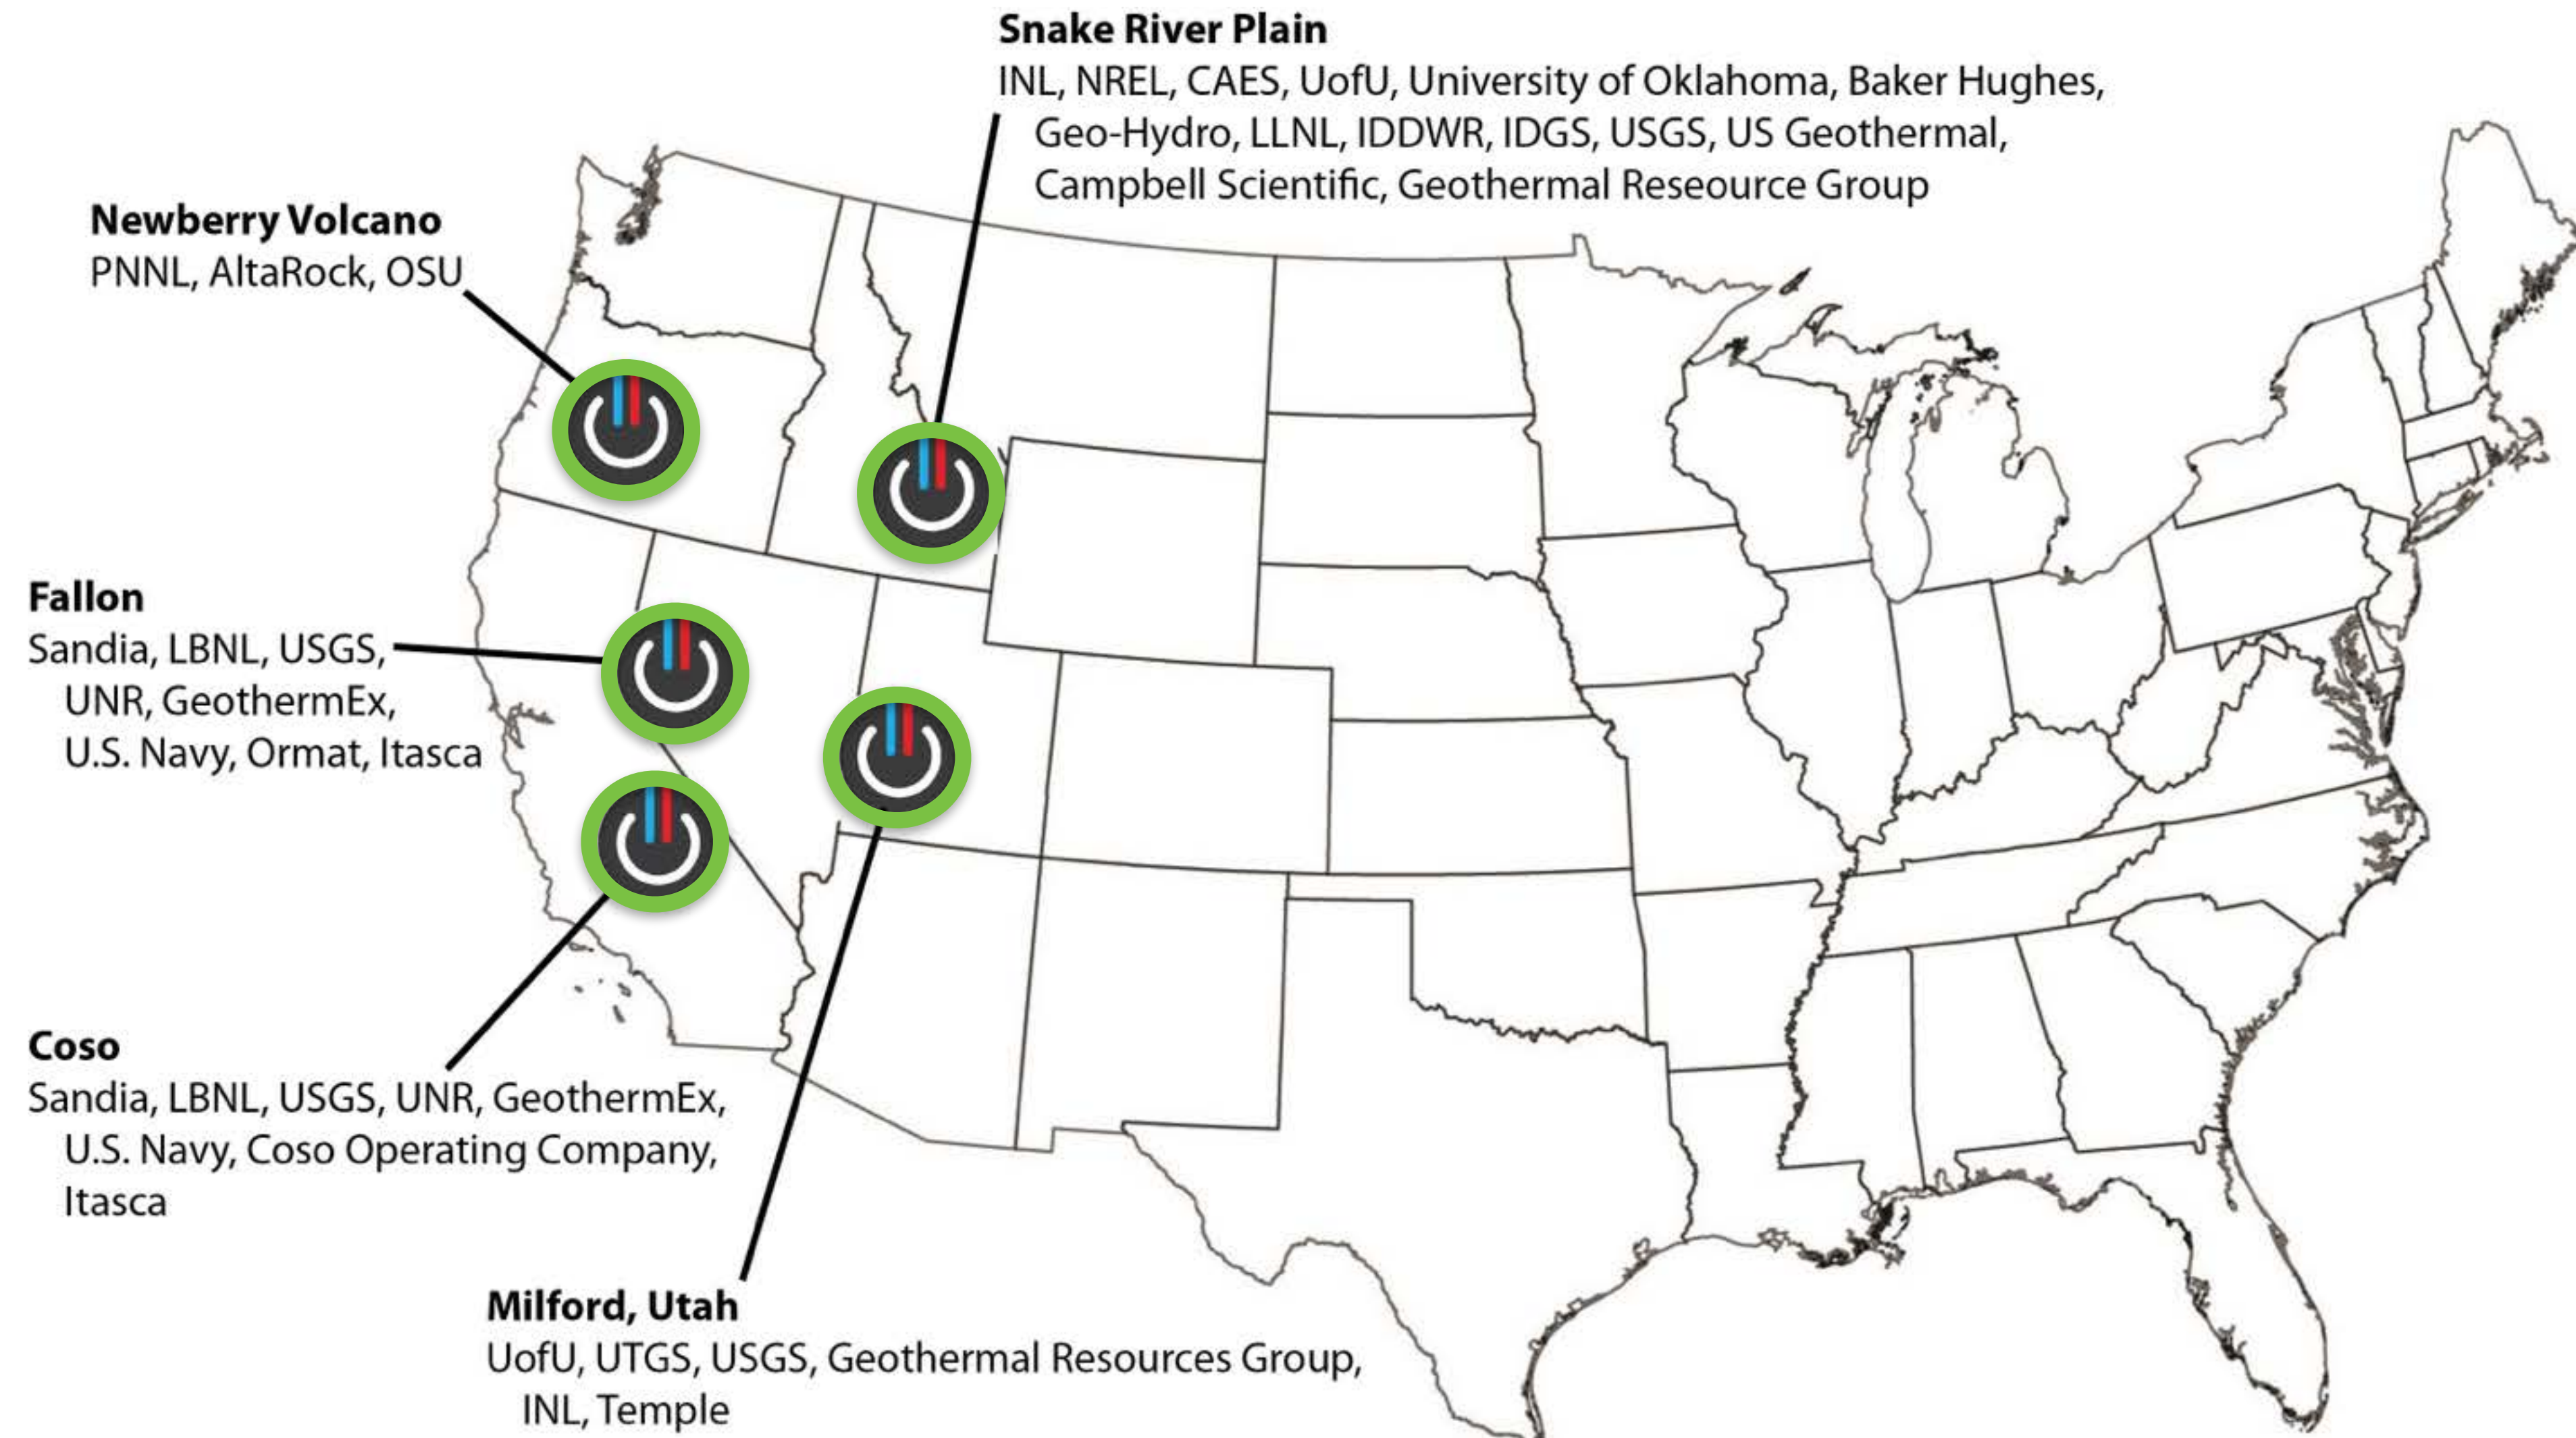 Snake River Plain
INL, NREL, CAES, UofU, University of Oklahoma, Baker Hughes,
Geo-Hydro, LLNL, IDDWR, IDGS, USGS, US Geothermal,
Campbell Scientific, Geothermal Reseource Group
Newberry Volcano
PNNL, AltaRock, OSU
Fallon
Sandia, LBNL, USGS,
UNR, GeothermEx,
U.S. Navy, Ormat, Itasca
Coso
Sandia, LBNL, USGS, UNR, GeothermEx,
U.S. Navy, Coso Operating Company,
Itasca
Milford, Utah
UofU, UTGS, USGS, Geothermal Resources Group,
INL, Temple